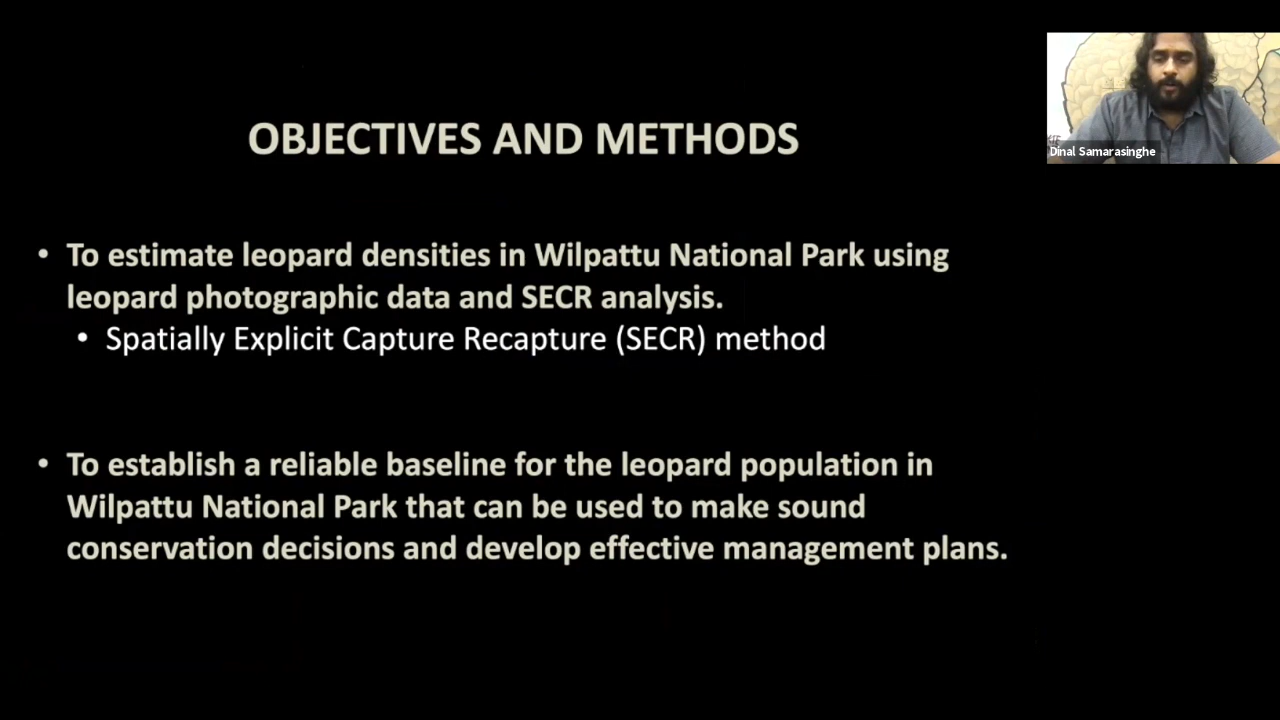 OBJECTIVES AND METHODS
• To estimate leopard densities in Wilpattu National Park using
leopard photographic data and SECR analysis.
• Spatially Explicit Capture Recapture (SECR) method
• To establish a reliable baseline for the leopard population in
Wilpattu National Park that can be used to make sound
conservation decisions and develop effective management plans.
Dinal Samarasinghe